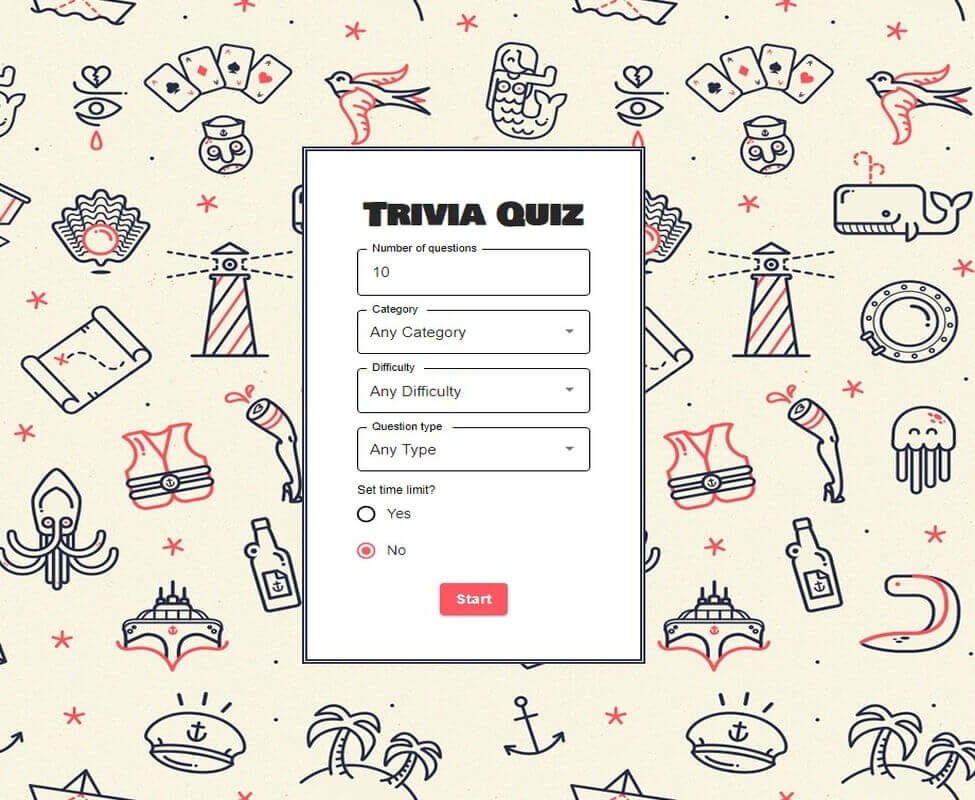 Trivia Quiz
Number of questions
10
Category
Any Category
Difficulty
Any Difficulty
Question type
Any Type
Set time limit?
Yes
No
Start